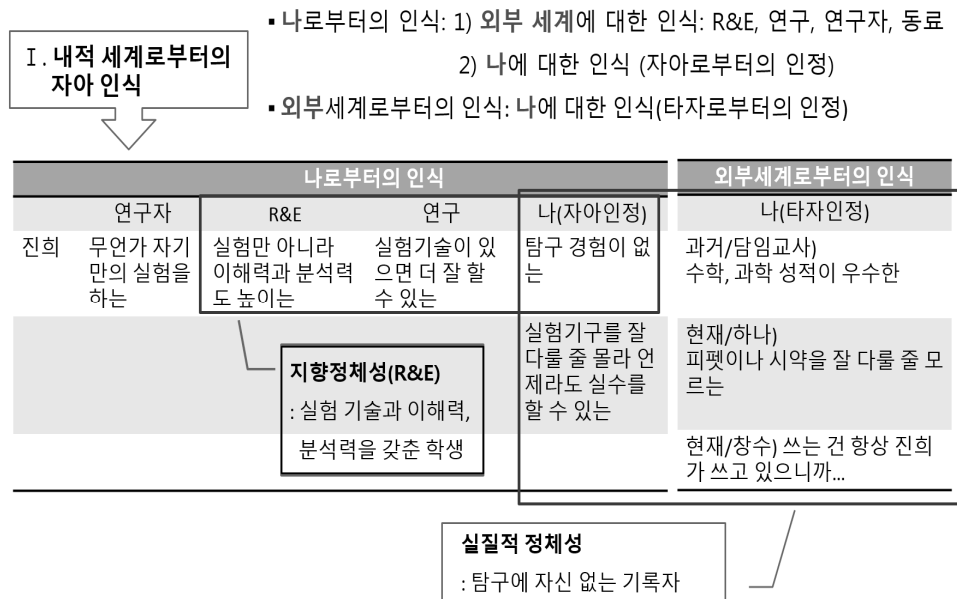 Ⅰ. 내적 세계로부터의
자아 인식
▪ 나로부터의 인식: 1) 외부 세계에 대한 인식: R&E, 연구, 연구자, 동료
2) 나에 대한 인식 (자아로부터의 인정)
▪ 외부세계로부터의 인식: 나에 대한 인식(타자로부터의 인정)
나로부터의 인식
외부세계로부터의 인식
연구자
R&E
연구
나(자아인정)
나(타자인정)
진희
무언가 자기
만의 실험을
하는
실험만 아니라
이해력과 분석력
도 높이는
실험기술이 있
으면 더 잘 할
수 있는
탐구 경험이 없
는
과거/담임교사)
수학, 과학 성적이 우수한
실험기구를 잘
다룰 줄 몰라 언
제라도 실수를
할 수 있는
현재/하나)
피펫이나 시약을 잘 다룰 줄 모
르는
현재/창수) 쓰는 건 항상 진희
가 쓰고 있으니까...
지향정체성(R&E)
: 실험 기술과 이해력,
분석력을 갖춘 학생
실질적 정체성
: 탐구에 자신 없는 기록자